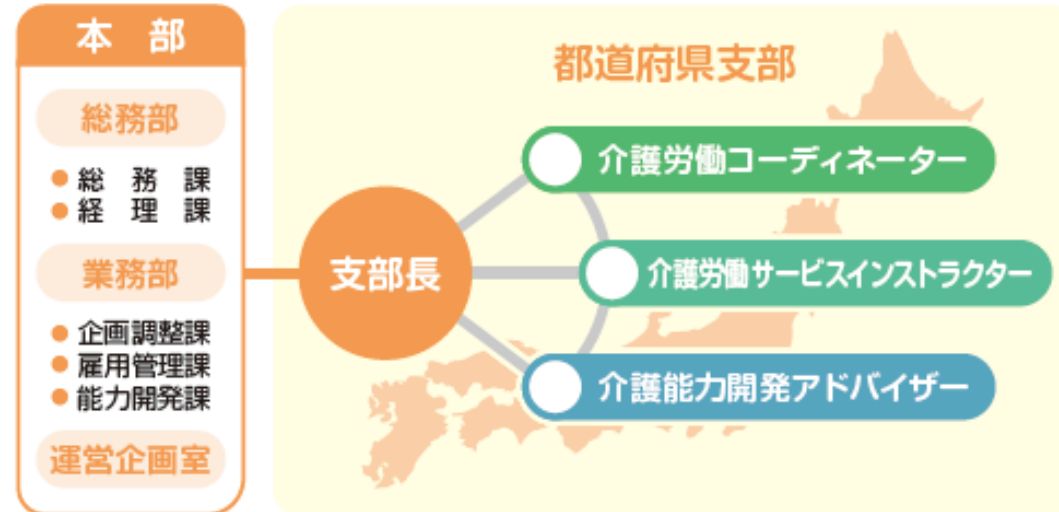 本 部
総務部
● 総 務 課
● 経 理 課
業務部
● 企画調整課
● 雇用管理課
● 能力開発課
運営企画室
都道府県支部
支部長
介護労働コーディネーター
介護労働サービスインストラクター
介護能力開発アドバイザー